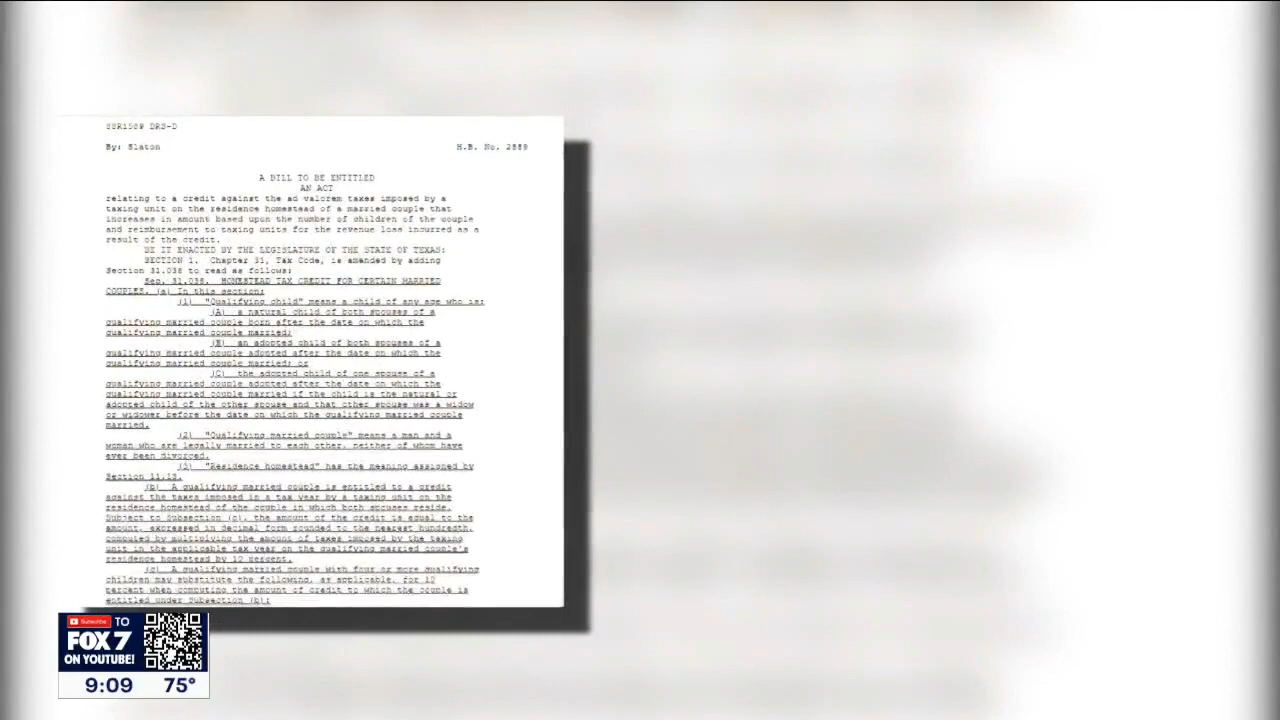 88R1589 DRS-D
By: Slaton H.B. No. 2889
A BILL TO BE ENTITLED
AN ACT
relating to a credit against the ad valorem taxes imposed by a
taxing unit on the residence homestead of a married couple that
increases in amount based upon the number of children of the couple
and reimbursement to taxing units for the revenue loss incurred as a
result of the credit.
BE IT ENACTED BY THE LEGISLATURE OF THE STATE OF TEXAS:
SECTION 1. Chapter 31, Tax Code, is amended by adding
Section 31.038 to read as follows:
Sec. 31.038. HOMESTEAD TAX CREDIT FOR CERTAIN MARRIED
COUPLES. (a) In this section:
(1) "Qualifying child" means a child of any age who is:
(A) a natural child of both spouses of a
qualifying married couple born after the date on which the
qualifying married couple married;
(B) an adopted child of both spouses of a
qualifying married couple adopted after the date on which the
qualifying married couple married; or
(C) the adopted child of one spouse of a
qualifying married couple adopted after the date on which the
qualifying married couple married if the child is the natural or
adopted child of the other spouse and that other spouse was a widow
or widower before the date on which the qualifying married couple
married.
(2) "Qualifying married couple" means a man and a
woman who are legally married to each other, neither of whom have
ever been divorced.
(3) "Residence homestead" has the meaning assigned by
Section 11.13.
(b) A qualifying married couple is entitled to a credit
against the taxes imposed in a tax year by a taxing unit on the
residence homestead of the couple in which both spouses reside.
Subject to Subsection (c), the amount of the credit is equal to the
amount, expressed in decimal form rounded to the nearest hundredth,
computed by multiplying the amount of taxes imposed by the taxing
unit in the applicable tax year on the qualifying married couple's
residence homestead by 10 percent.
(c) A qualifying married couple with four or more qualifying
children may substitute the following, as applicable, for 10
percent when computing the amount of credit to which the couple is
entitled under Subsection (b):
Subscribe TO
FOX 7
ON YOUTUBE!
9:09 75°